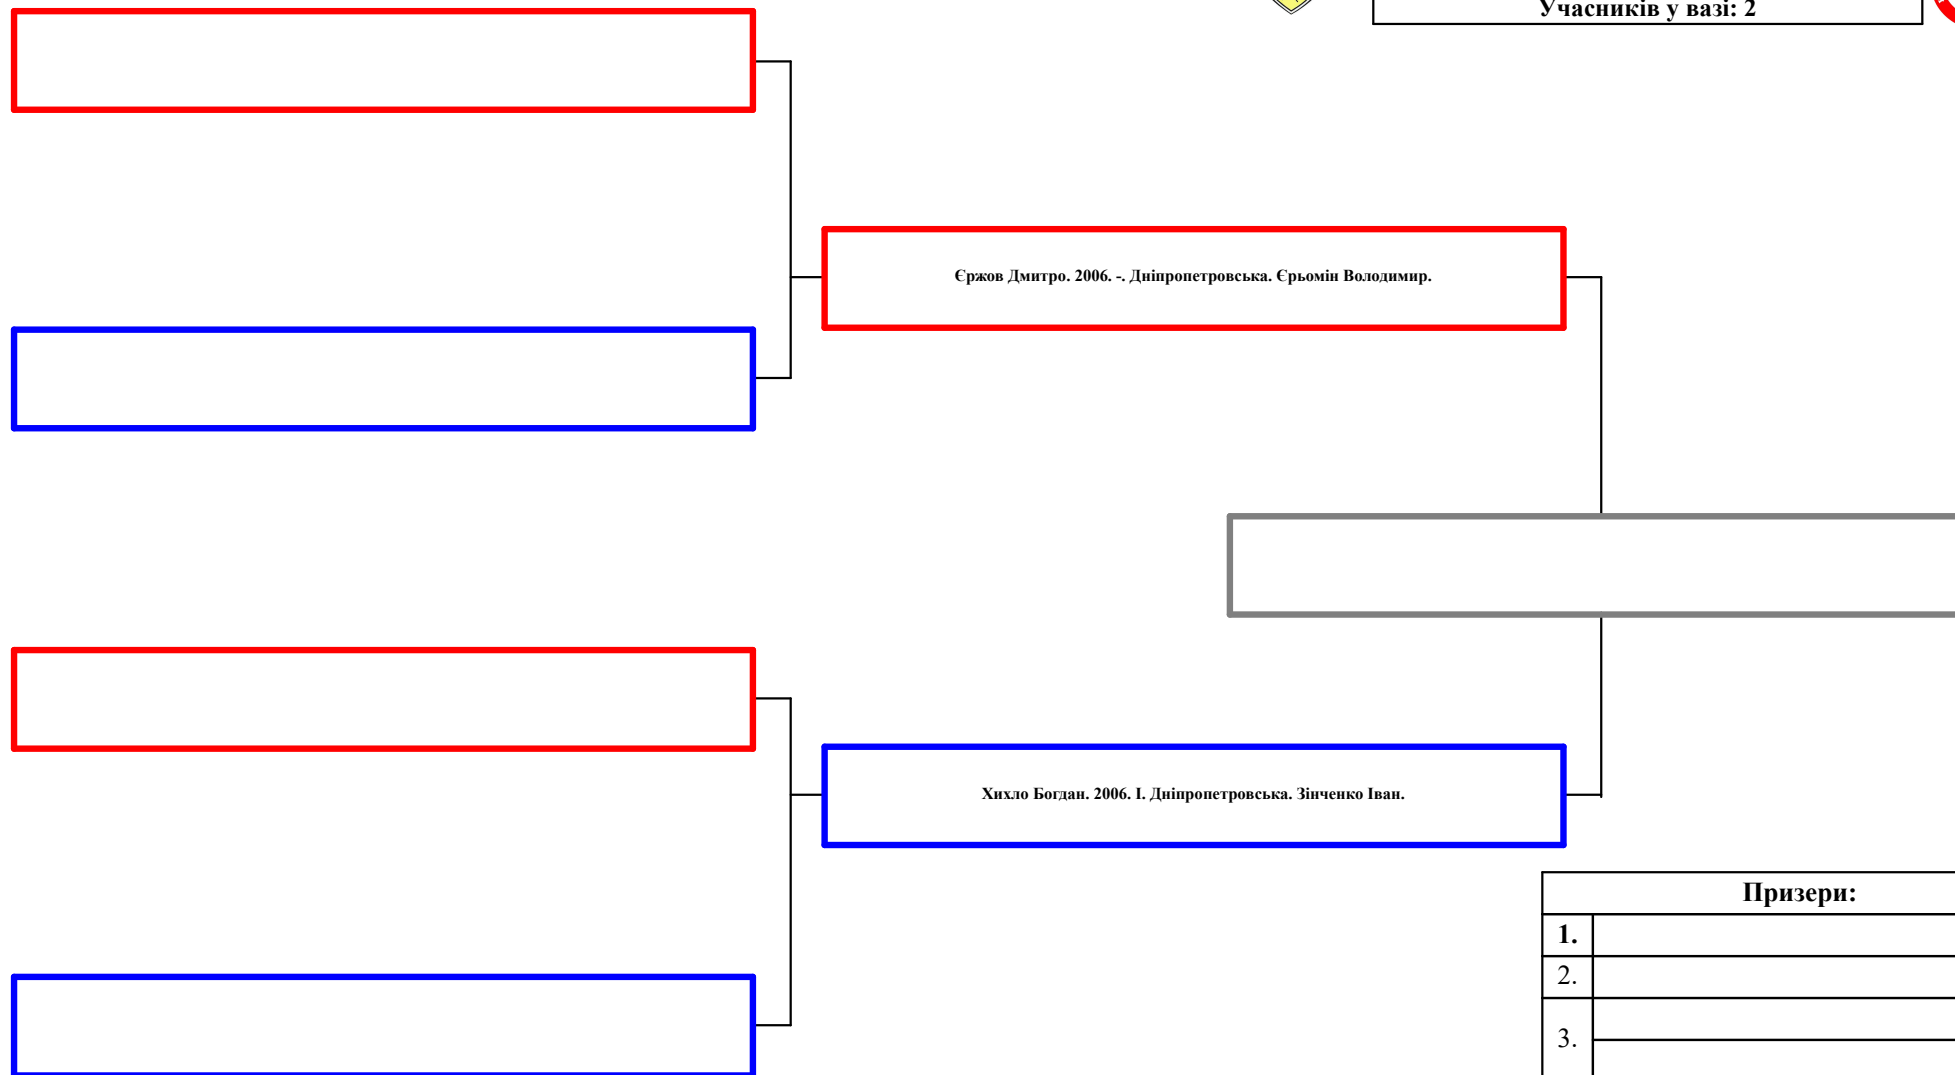 Учасників у вазі: 2
Єржов Дмитро. 2006. -. Дніпропетровська. Єрьомін Володимир.
Хихло Богдан. 2006. І. Дніпропетровська. Зінченко Іван.
Призери:
1.
2.
3.